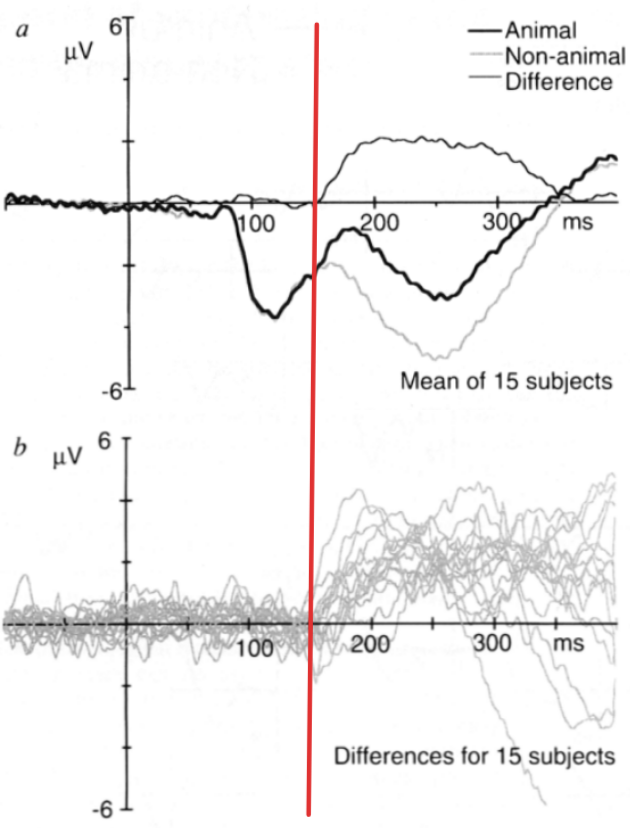 a
6
μV
Animal
Non-animal
Difference
100
200
300
ms
-6
Mean of 15 subjects
b
6
μV
100
200
300
ms
Differences for 15 subjects
-6